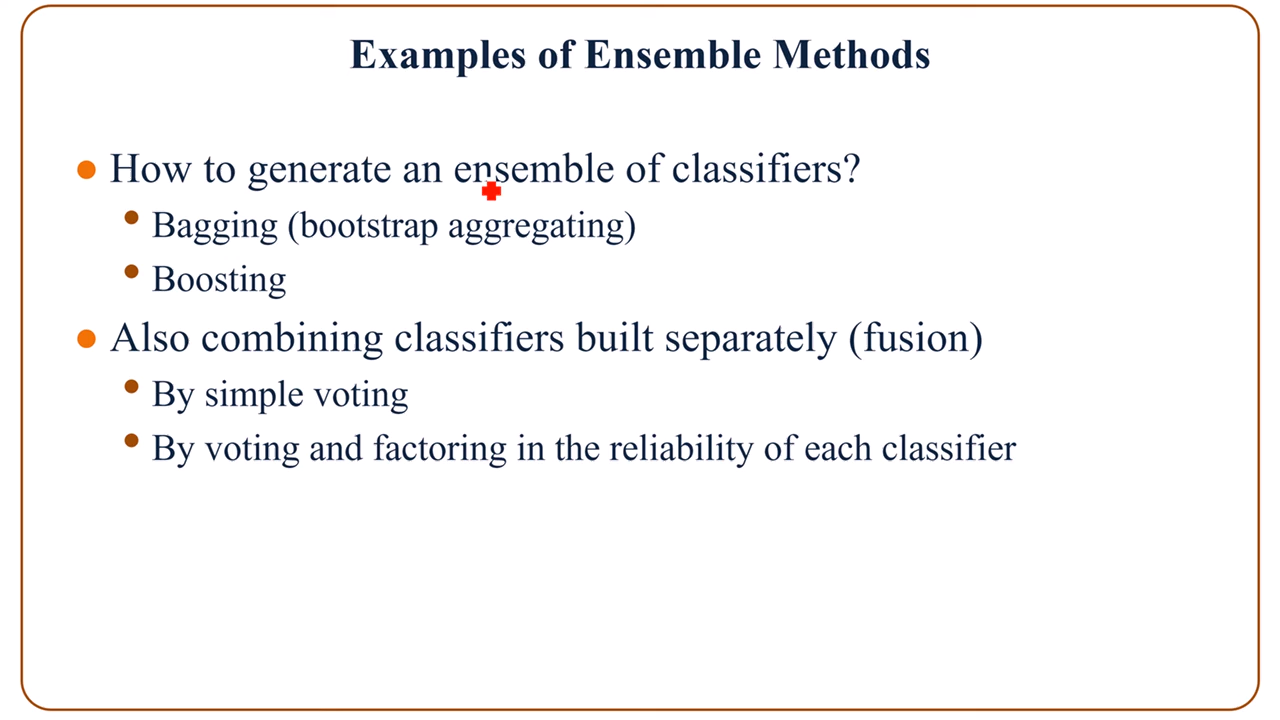 Examples of Ensemble Methods
How to generate an ensemble of classifiers?
Bagging (bootstrap aggregating)
Boosting
Also combining classifiers built separately (fusion)
By simple voting
By voting and factoring in the reliability of each classifier